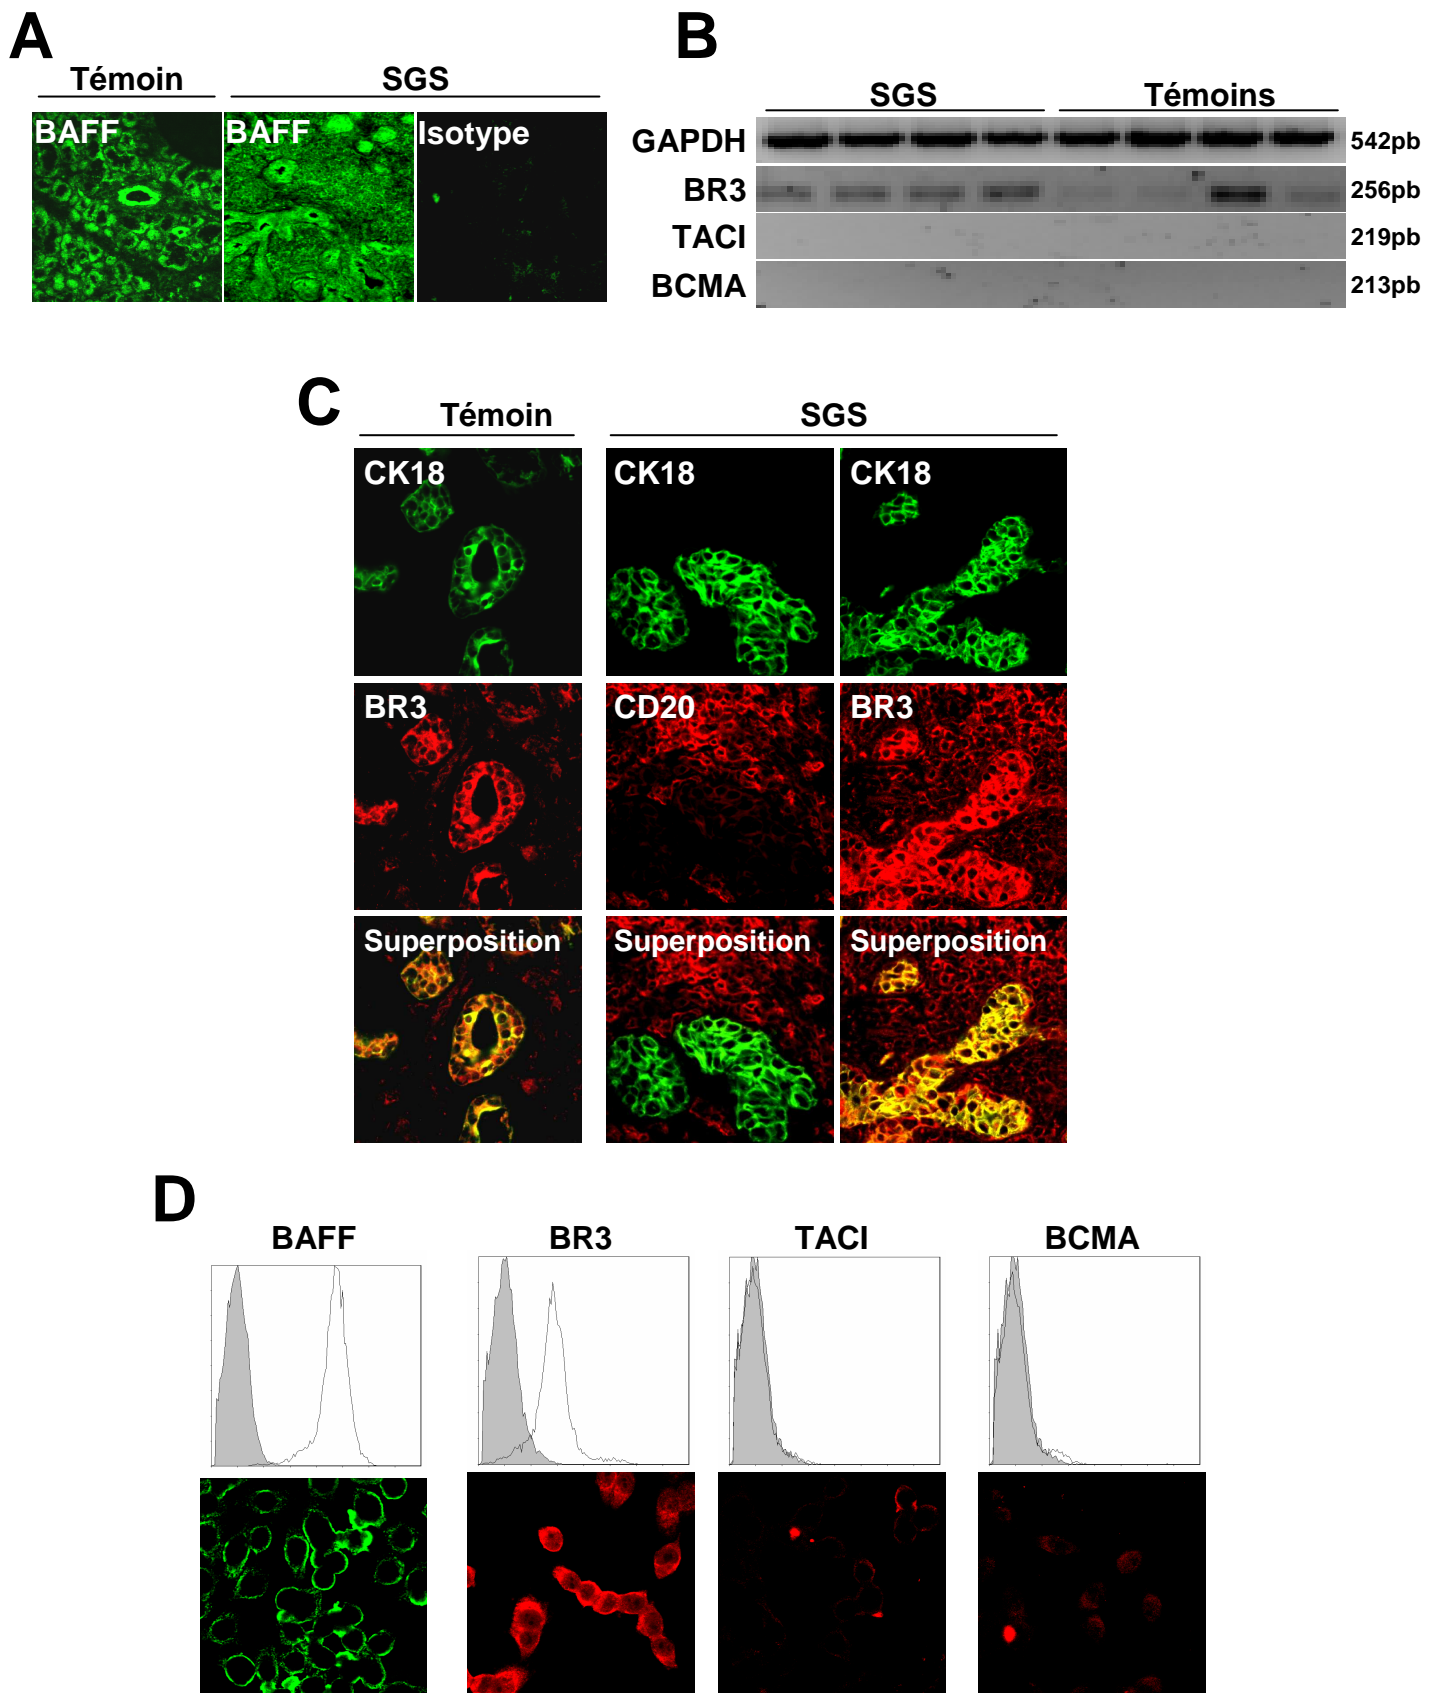 A
Témoin SGS
BAFF BAFF Isotype
B
SGS Témoins
GAPDH 542pb
BR3 256pb
TACI 219pb
BCMA 213pb
C
Témoin SGS
CK18 CK18 CK18
BR3 CD20 BR3
Superposition Superposition Superposition
D
BAFF BR3 TACI BCMA